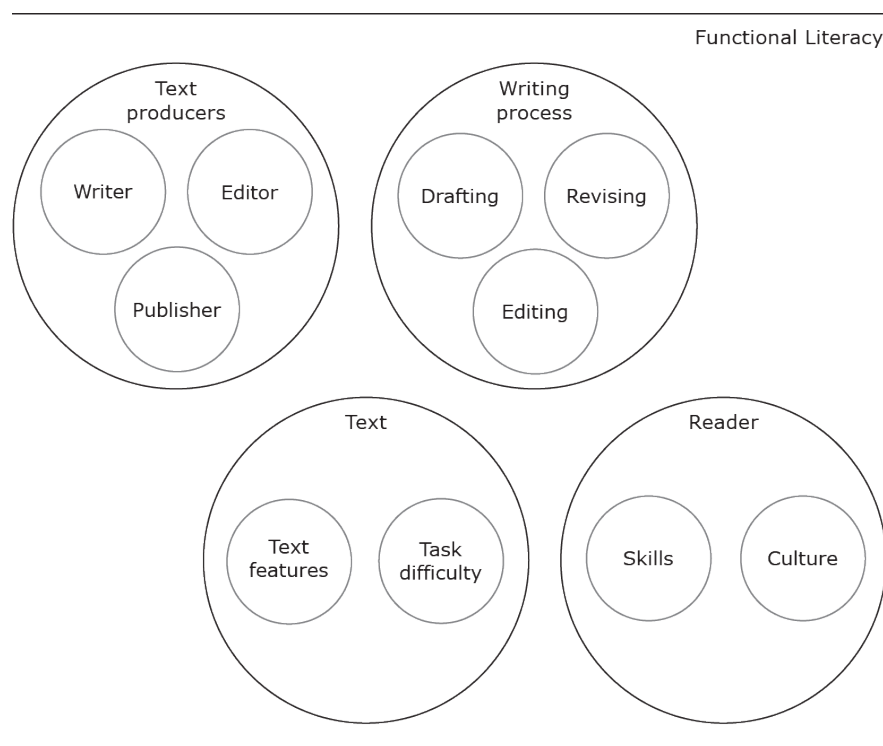 Functional Literacy
Text
producers
Writer
Editor
Publisher
Writing
process
Drafting
Revising
Editing
Text
Text
features
Task
difficulty
Reader
Skills
Culture